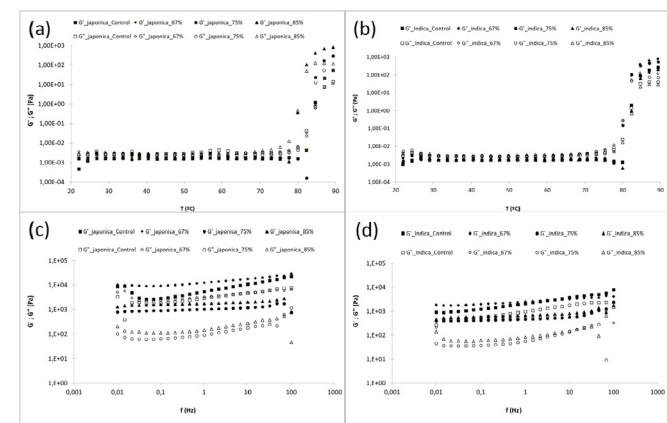 (a)
G'_japonica_Control G'_japonica_67% G'_japonica_75% G'_japonica_85%
G"_japonica_Control G"_japonica_67% G"_japonica_75% G"_japonica_85%
G' ; G" (Pa)
1,00E+03
1,00E+02
1,00E+01
1,00E+00
1,00E-01
1,00E-02
1,00E-03
1,00E-04
20 30 40 50 60 70 80 90
T (ºC)
(b)
G'_indica_Control G'_indica_67% G'_indica_75% G'_indica_85%
G"_indica_Control G"_indica_67% G"_indica_75% G"_indica_85%
G' ; G" (Pa)
1,00E+03
1,00E+02
1,00E+01
1,00E+00
1,00E-01
1,00E-02
1,00E-03
1,00E-04
20 30 40 50 60 70 80 90
T (ºC)
(c)
G'_japonica_Control G'_japonica_67% G'_japonica_75% G'_japonica_85%
G"_japonica_Control G"_japonica_67% G"_japonica_75% G"_japonica_85%
G' ; G" (Pa)
1,E+05
1,E+04
1,E+03
1,E+02
1,E+01
1,E+00
0,001 0,01 0,1 1 10 100 1000
f (Hz)
(d)
G'_indica_Control G'_indica_67% G'_indica_75% G'_indica_85%
G"_indica_Control G"_indica_67% G"_indica_75% G"_indica_85%
G' ; G" (Pa)
1,E+05
1,E+04
1,E+03
1,E+02
1,E+01
1,E+00
0,001 0,01 0,1 1 10 100 1000
f (Hz)